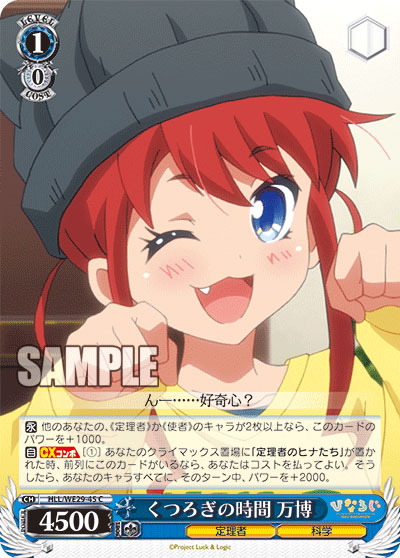 LEVEL
1
0
COST
SAMPLE
んー……好奇心？
永 他のあなたの、《定理者》か《使者》のキャラが2枚以上なら、このカードの
パワーを＋1000。
自 CXコンボ ［①］ あなたのクライマックス置場に「定理者のヒナたち」が置
かれた時、前列にこのカードがいるなら、あなたはコストを払ってよい。そう
したら、あなたのキャラすべてに、そのターン中、パワーを＋2000。
CH HLL/WE29-45 C
4500
くつろぎの時間 万博
定理者
科学
ひなろじ
©Project Luck & Logic